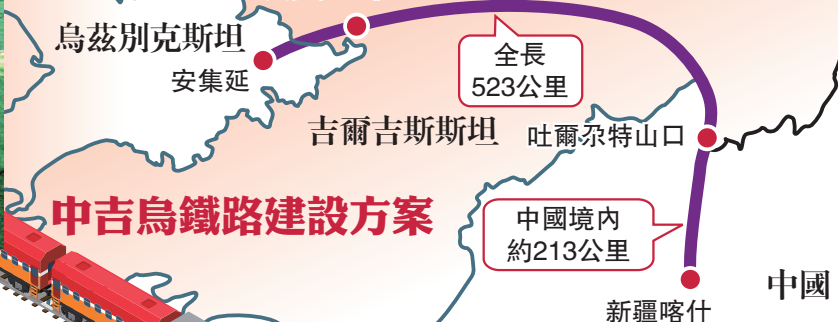 烏茲別克斯坦
安集延
全長
523公里
吉爾吉斯斯坦
吐爾尕特山口
中吉烏鐵路建設方案
中國境內
約213公里
中國
新疆喀什